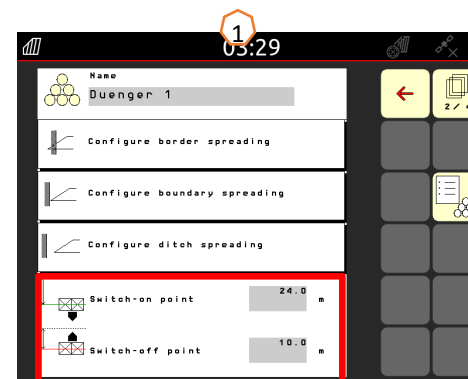 1
03:29
Name
Duenger 1
2/
Configure border spreading
Configure boundary spreading
Configure ditch spreading
Switch-on point 24.0 m
Switch-off point 10.0 m